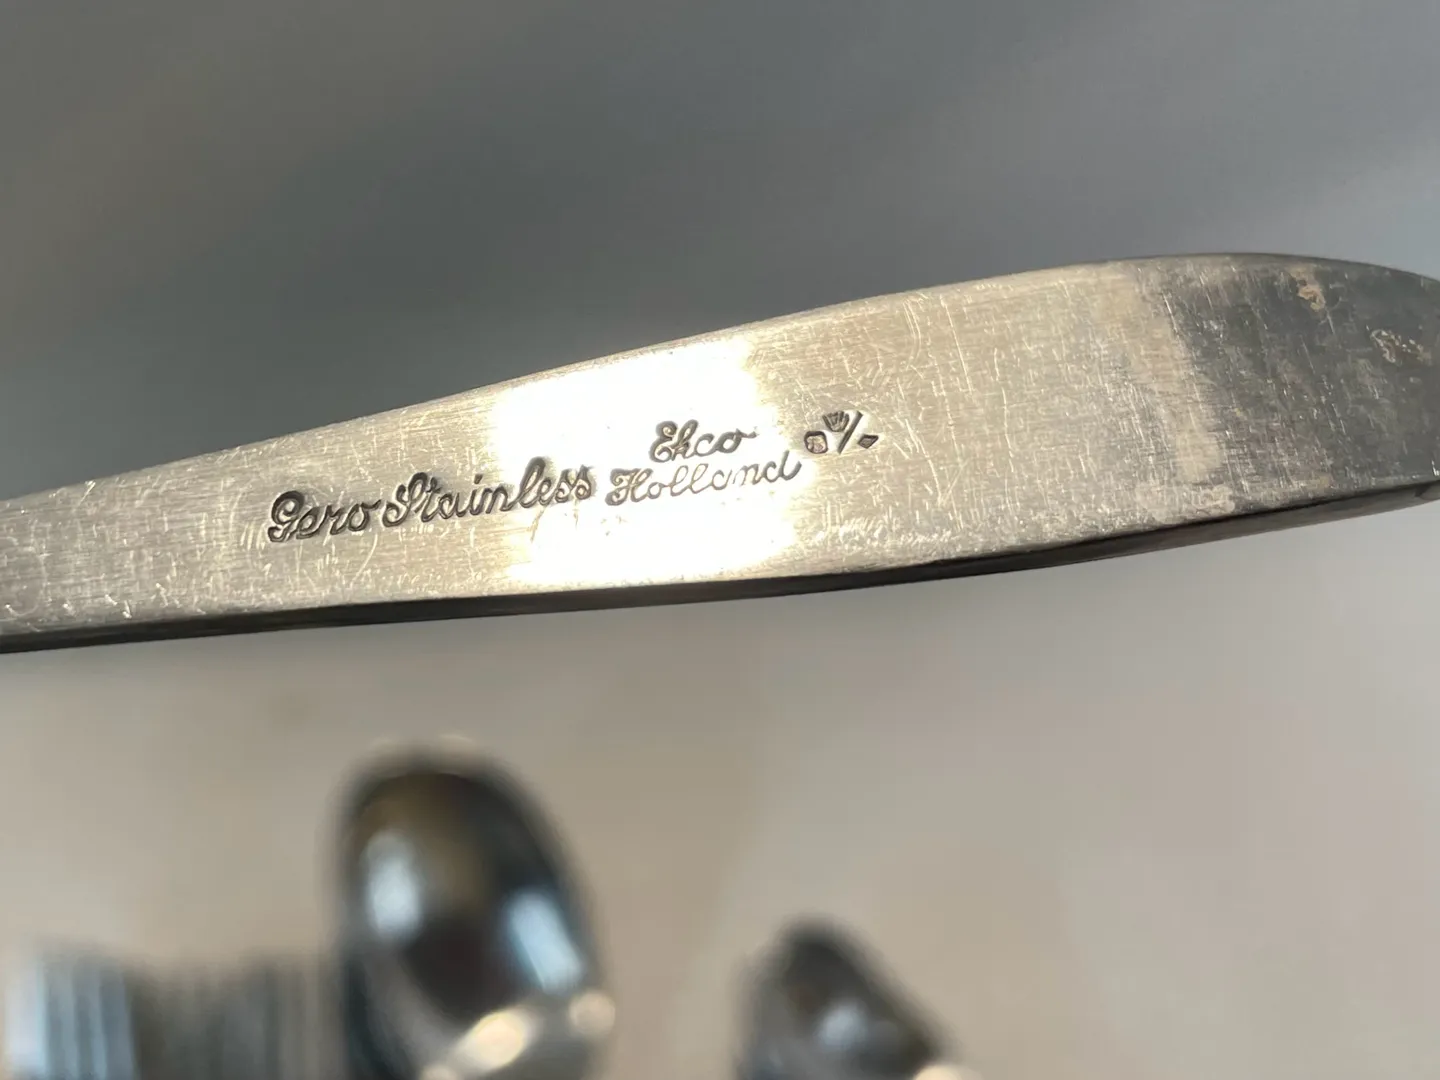 Gero Stainless
Ekco
Holland